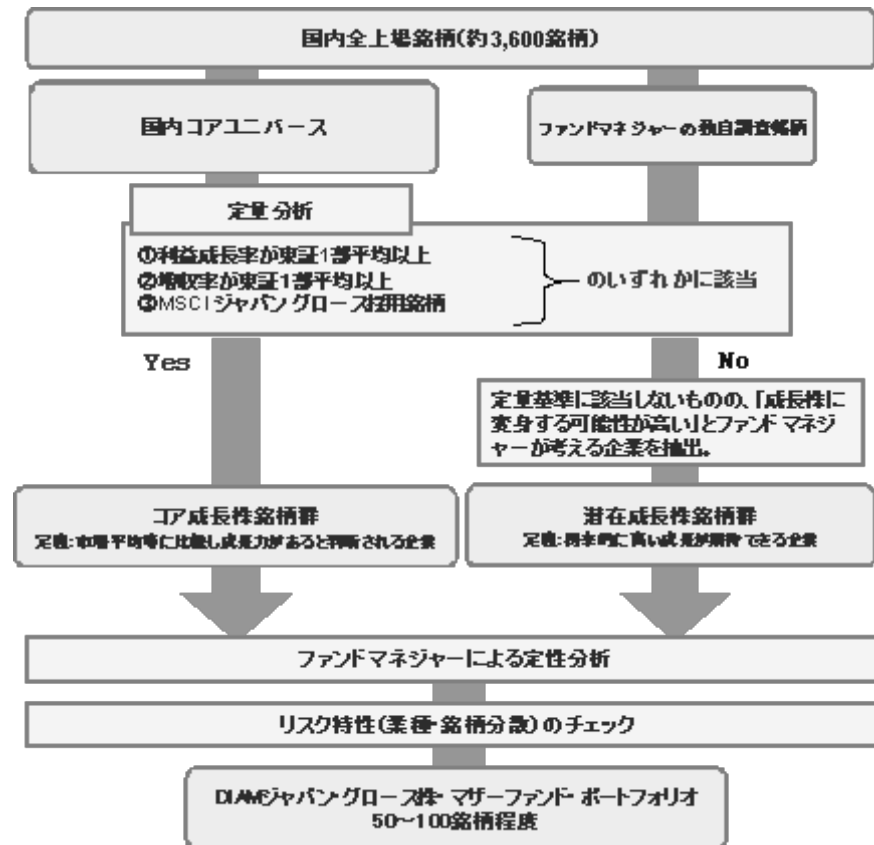 国内全上場銘柄(約3,600銘柄)
国内コアユニバース
ファンドマネジャーの独自調査銘柄
定量分析
①利益成長率が東証1部平均以上
②増収率が東証1部平均以上
③MSCIジャパングロース採用銘柄
のいずれかに該当
Yes
No
定量基準に該当しないものの、「成長株に
変身する可能性が高い」とファンドマネジ
ャーが考える企業を抽出。
コア成長株銘柄群
定義:市場平均等に比較し成長力があると判断される企業
潜在成長株銘柄群
定義:将来的に高い成長が期待できる企業
ファンドマネジャーによる定性分析
リスク特性(業種・銘柄分散)のチェック
DIAMジャパン・グロース株・マザーファンド・ポートフォリオ
50～100銘柄程度